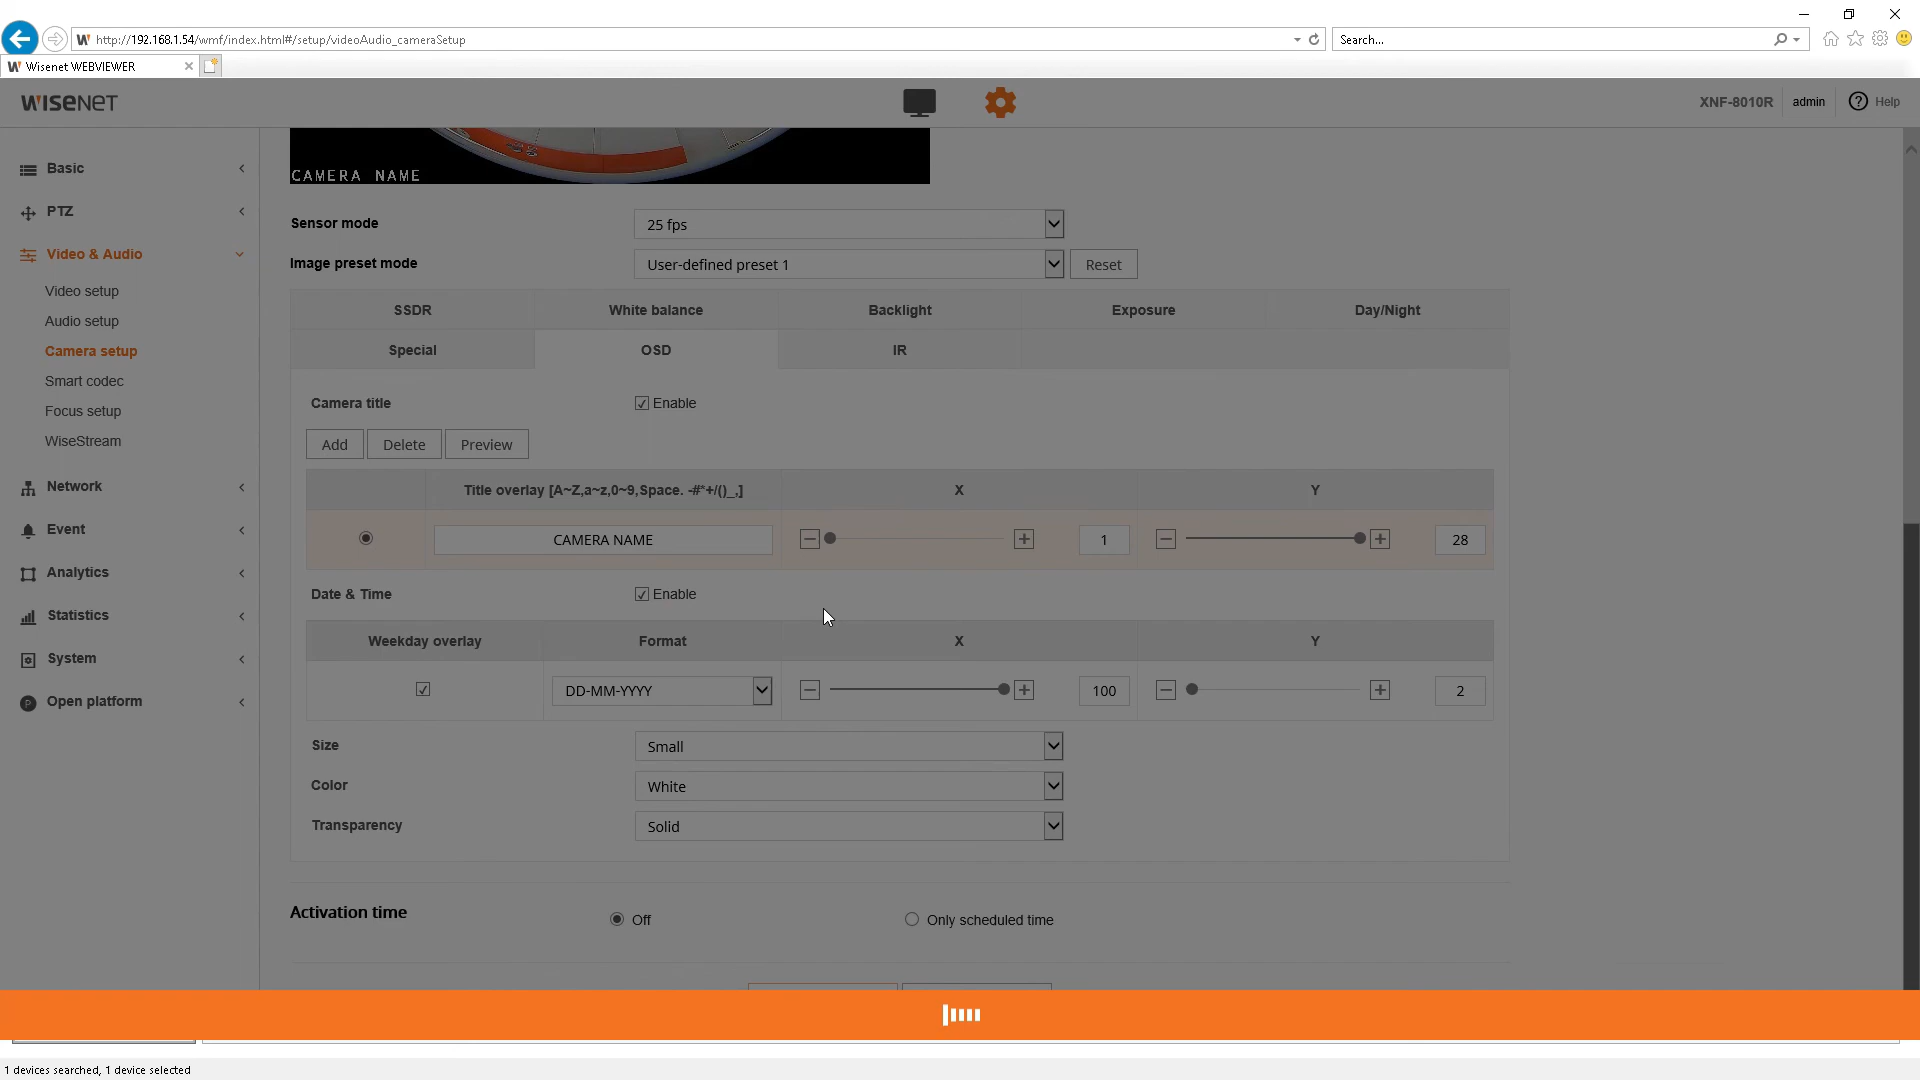 http://192.168.1.54/wmf/index.html#/setup/videoAudio_cameraSetup
Search...
W Wisenet WEBVIEWER
WISENET
XNF-8010R
admin
? Help
Basic
PTZ
Video & Audio
Video setup
Audio setup
Camera setup
Smart codec
Focus setup
WiseStream
Network
Event
Analytics
Statistics
System
Open platform
CAMERA NAME
Sensor mode
25 fps
Image preset mode
User-defined preset 1
Reset
SSDR
White balance
Backlight
Exposure
Day/Night
Special
OSD
IR
Camera title
Enable
Add
Delete
Preview
Title overlay [A~Z,a~z,0~9,Space. -#*+/()_,]
X
Y
CAMERA NAME
1
28
Date & Time
Enable
Weekday overlay
Format
X
Y
DD-MM-YYYY
100
2
Size
Small
Color
White
Transparency
Solid
Activation time
Off
Only scheduled time
1 devices searched, 1 device selected